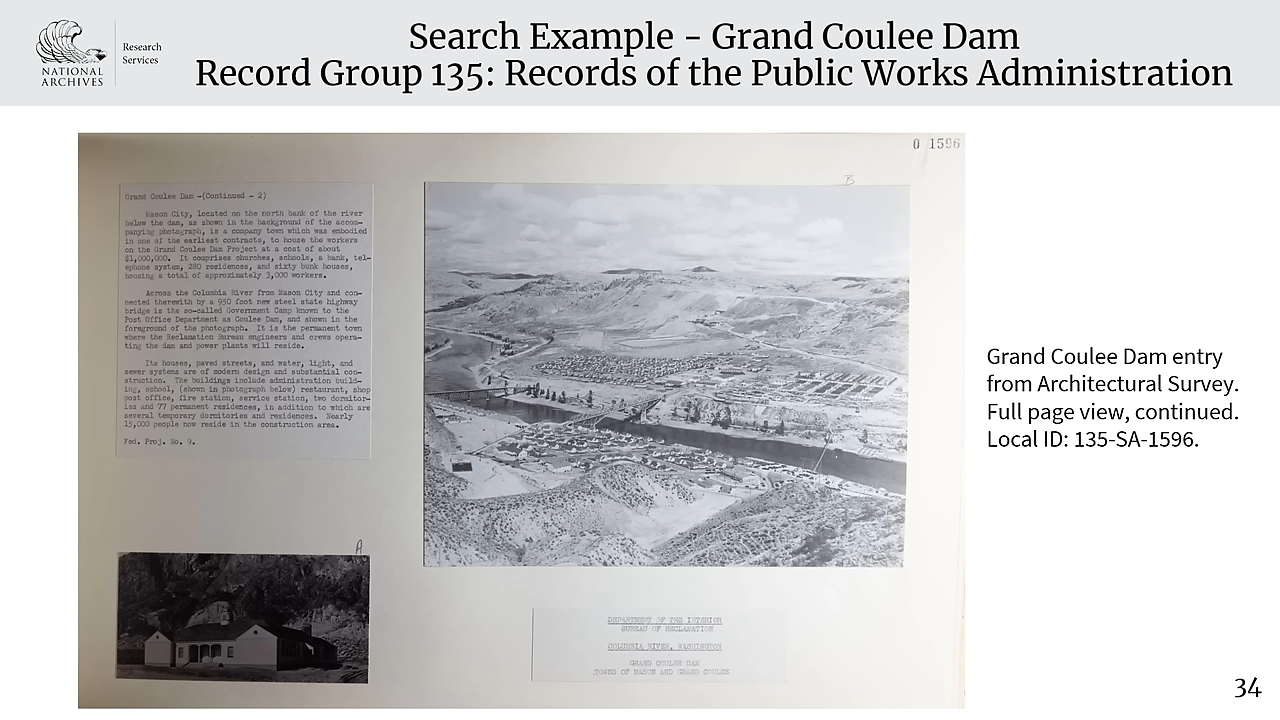 NATIONAL
ARCHIVES
Research
Services
Search Example - Grand Coulee Dam
Record Group 135: Records of the Public Works Administration
0 1596
B
Grand Coulee Dam -(Continued - 2)
Mason City, located on the north bank of the river
below the dam, as shown in the background of the accom-
panying photograph, is a company town which was embodied
in one of the earliest contracts, to house the workers
on the Grand Coulee Dam Project at a cost of about
$1,000,000. It comprises churches, schools, a bank, tel-
ephone system, 280 residences, and sixty bunk houses,
housing a total of approximately 3,000 workers.
Across the Columbia River from Mason City and con-
nected therewith by a 950 foot new steel state highway
bridge is the so-called Government Camp known to the
Post Office Department as Coulee Dam, and shown in the
foreground of the photograph. It is the permanent town
where the Reclamation Bureau engineers and crews opera-
ting the dam and power plants will reside.
Its houses, paved streets, and water, light, and
sewer systems are of modern design and substantial con-
struction. The buildings include administration build-
ing, school, (shown in photograph below) restaurant, shop
post office, fire station, service station, two dormitor-
ies and 77 permanent residences, in addition to which are
several temporary dormitories and residences. Nearly
15,000 people now reside in the construction area.
Fed. Proj. No. 9.
A
DEPARTMENT OF THE INTERIOR
BUREAU OF RECLAMATION
COLUMBIA RIVER, WASHINGTON
GRAND COULEE DAM
TOWNS OF MASON AND GRAND COULEE
Grand Coulee Dam entry
from Architectural Survey.
Full page view, continued.
Local ID: 135-SA-1596.
34